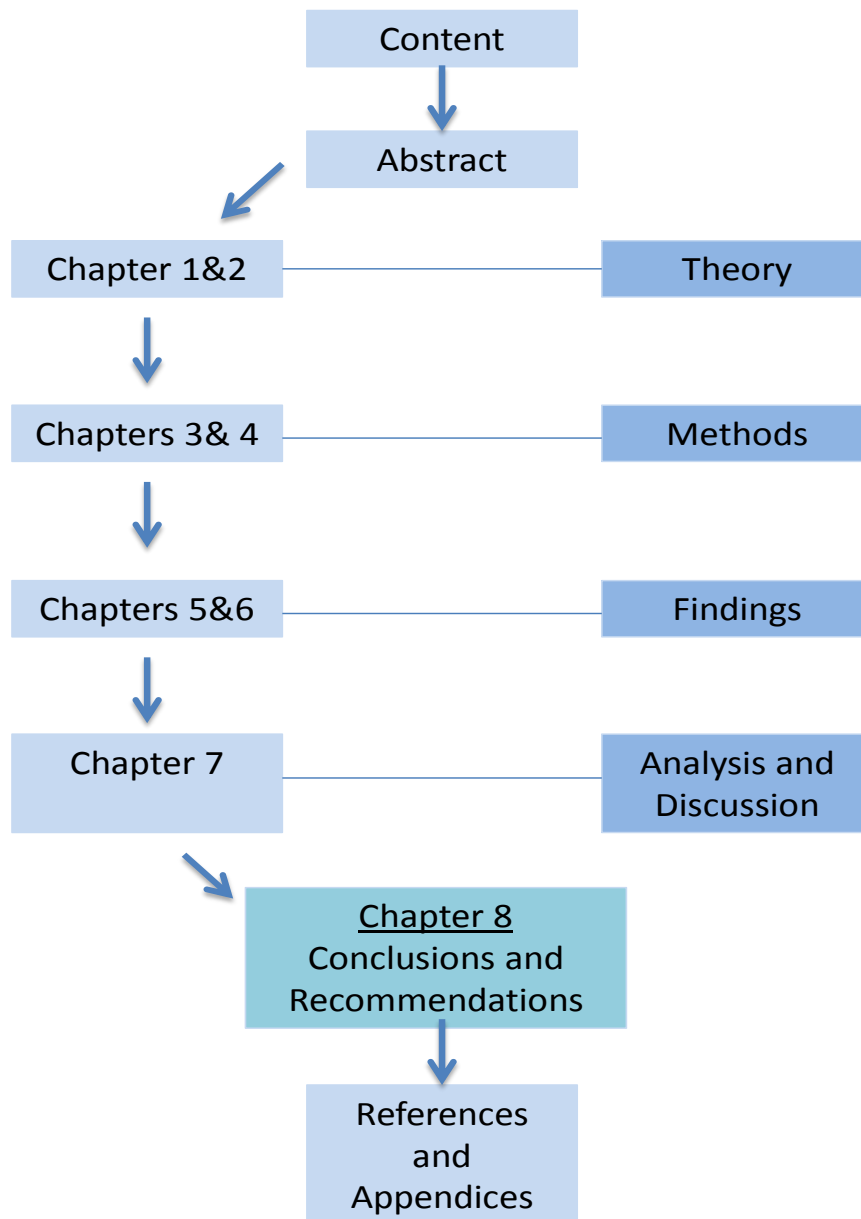 Content
Abstract
Chapter 1&2
Theory
Chapters 3& 4
Methods
Chapters 5&6
Findings
Chapter 7
Analysis and
Discussion
Chapter 8
Conclusions and
Recommendations
References
and
Appendices